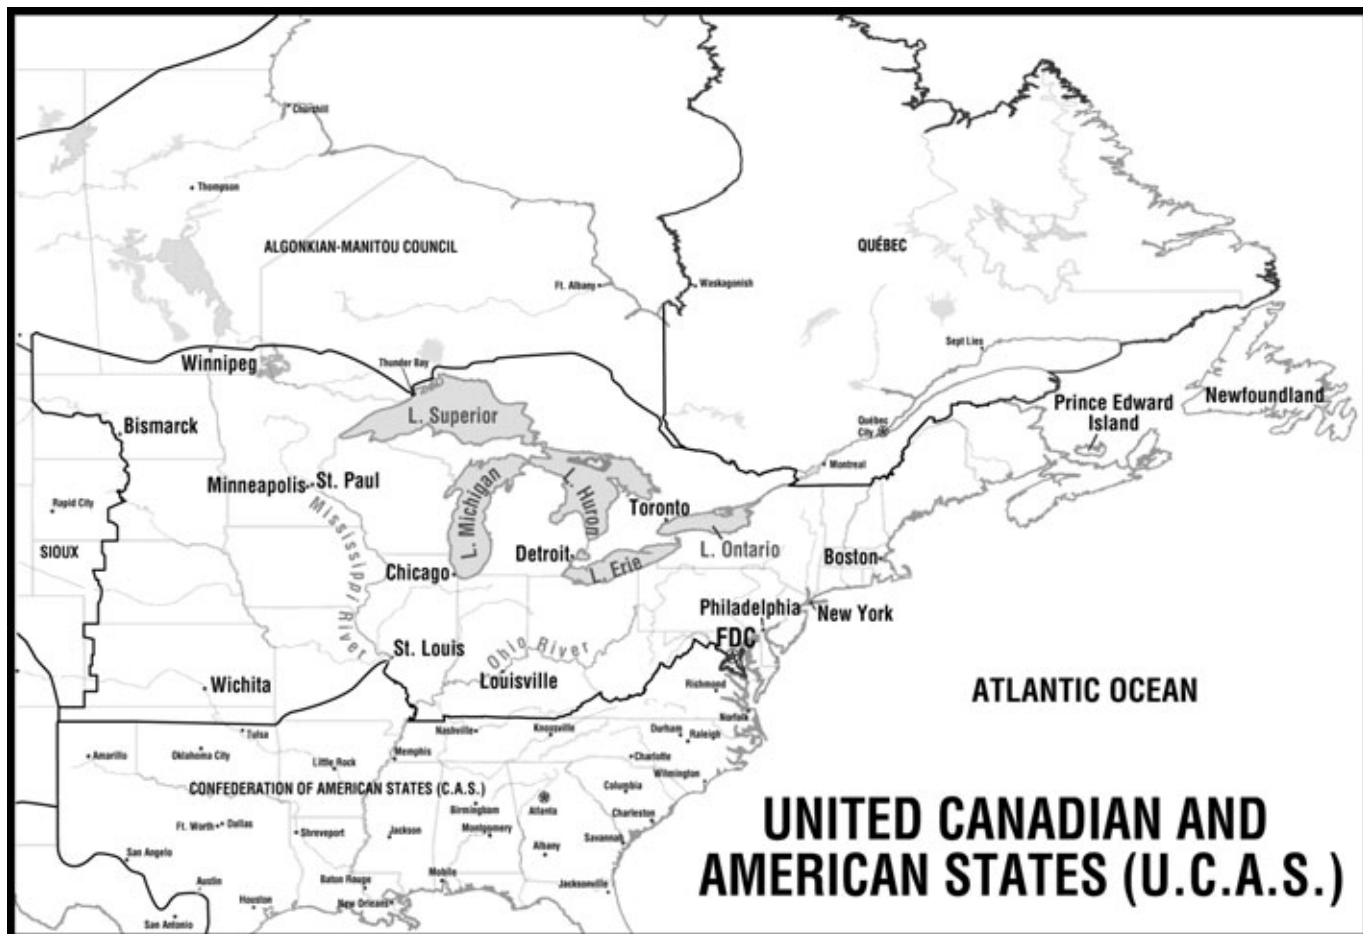 Churchill
Thompson
ALGONKIAN-MANITOU COUNCIL
QUÉBEC
Ft. Albany
Waskagonish
Sept Lies
Winnipeg
Thunder Bay
L. Superior
Newfoundland
Prince Edward
Island
Québec
City
Bismarck
Montreal
Minneapolis
St. Paul
L. Michigan
L. Huron
Toronto
Rapid City
Mississippi River
SIOUX
Detroit
L. Erie
L. Ontario
Boston
Chicago
Philadelphia
New York
FDC
St. Louis
Ohio River
Louisville
Wichita
Richmond
ATLANTIC OCEAN
Norfolk
Tulsa
Nashville
Knoxville
Durham
Raleigh
Amarillo
Oklahoma City
Little Rock
Memphis
Charlotte
Wilmington
CONFEDERATION OF AMERICAN STATES (C.A.S.)
Columbia
Atlanta
Birmingham
Charleston
Ft. Worth
Dallas
Shreveport
Jackson
Montgomery
Savannah
Albany
San Angelo
Austin
Baton Rouge
Mobile
Jacksonville
Houston
New Orleans
San Antonio
UNITED CANADIAN AND
AMERICAN STATES (U.C.A.S.)